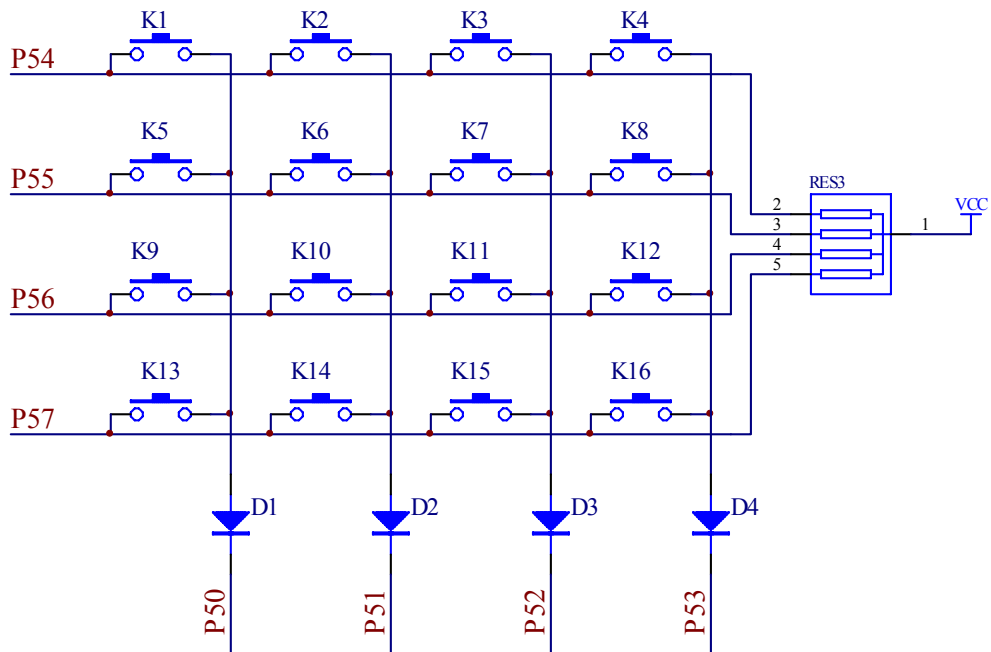 K1 K2 K3 K4
P54
K5 K6 K7 K8
P55
RES3
2
3
4
5
1
VCC
K9 K10 K11 K12
P56
K13 K14 K15 K16
P57
D1 D2 D3 D4
P50 P51 P52 P53